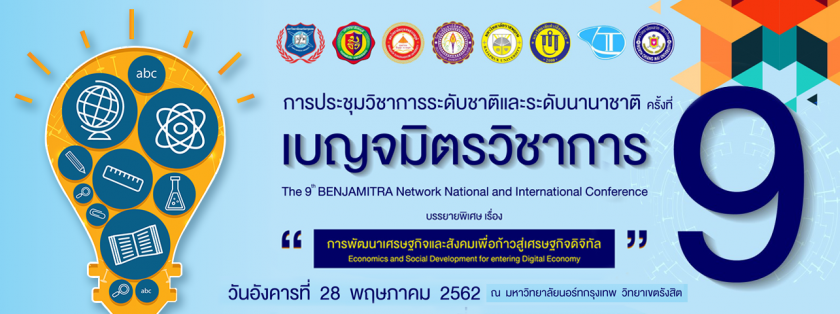 abc
การประชุมวิชาการระดับชาติและระดับนานาชาติ ครั้งที่
9
เบญจมิตรวิชาการ
The 9th BENJAMITRA Network National and International Conference
บรรยายพิเศษ เรื่อง
“ การพัฒนาเศรษฐกิจและสังคมเพื่อก้าวสู่เศรษฐกิจดิจิทัล ”
Economics and Social Development for entering Digital Economy
วันอังคารที่ 28 พฤษภาคม 2562 ณ มหาวิทยาลัยนอร์ทกรุงเทพ วิทยาเขตรังสิต
abc